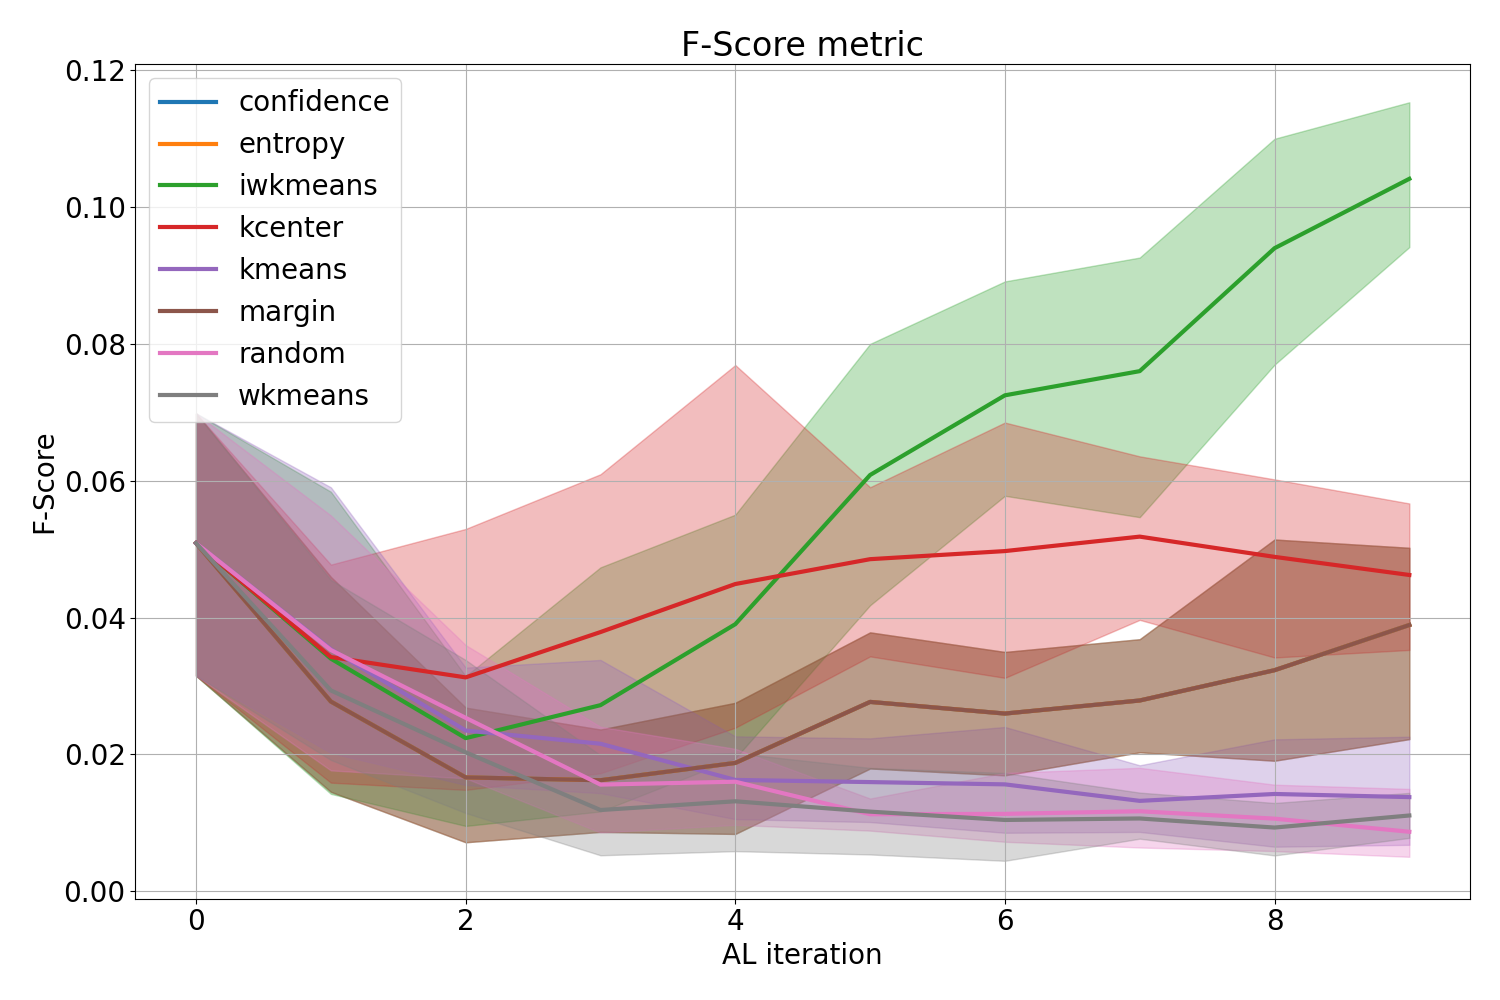 F-Score metric
0.12
0.10
0.08
0.06
0.04
0.02
0.00
F-Score
confidence
entropy
iwkmeans
kcenter
kmeans
margin
random
wkmeans
0 2 4 6 8
AL iteration